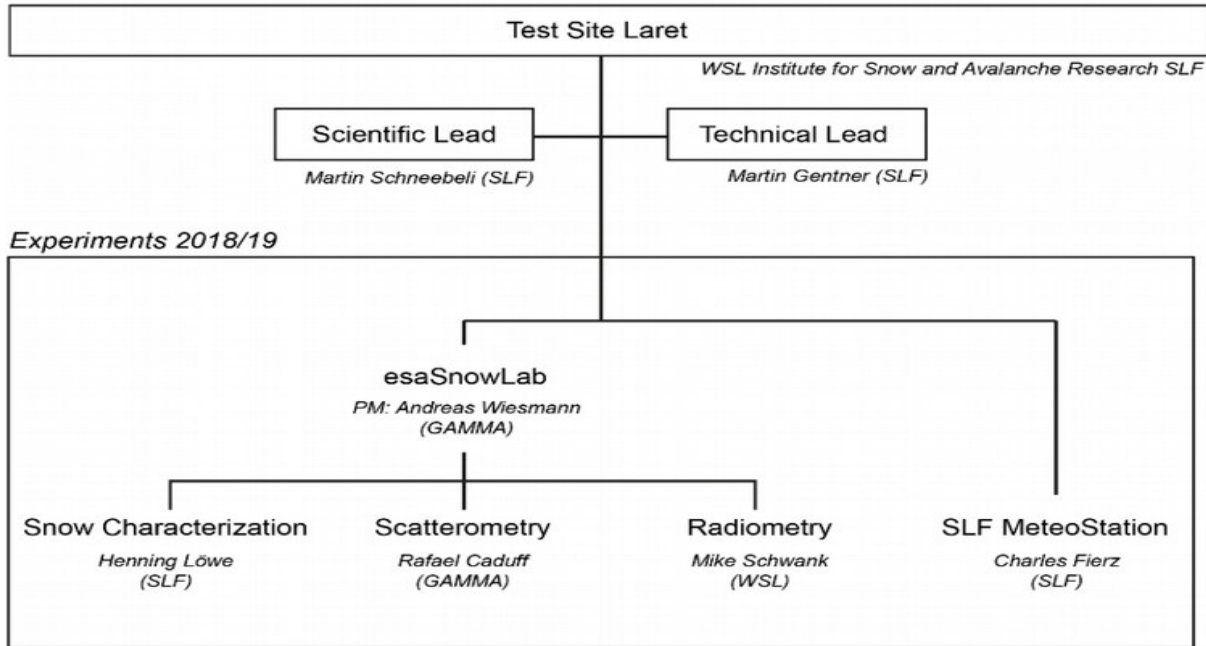 Test Site Laret
WSL Institute for Snow and Avalanche Research SLF
Scientific Lead
Martin Schneebeli (SLF)
Technical Lead
Martin Gentner (SLF)
Experiments 2018/19
esaSnowLab
PM: Andreas Wiesmann
(GAMMA)
Snow Characterization
Henning Löwe
(SLF)
Scatterometry
Rafael Caduff
(GAMMA)
Radiometry
Mike Schwank
(WSL)
SLF MeteoStation
Charles Fierz
(SLF)